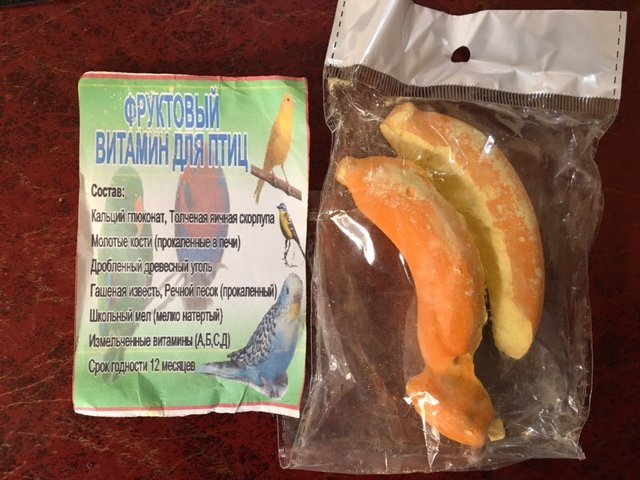 ФРУКТОВЫЙ
ВИТАМИН ДЛЯ ПТИЦ
Состав:
Кальций глюконат, Толченая яичная скорлупа
Молотые кости (прокаленные в печи)
Дробленный древесный уголь
Гашеная известь, Речной песок (прокаленный)
Школьный мел (мелко натертый)
Измельченные витамины (А,Б,С,Д)
Срок годности 12 месяцев